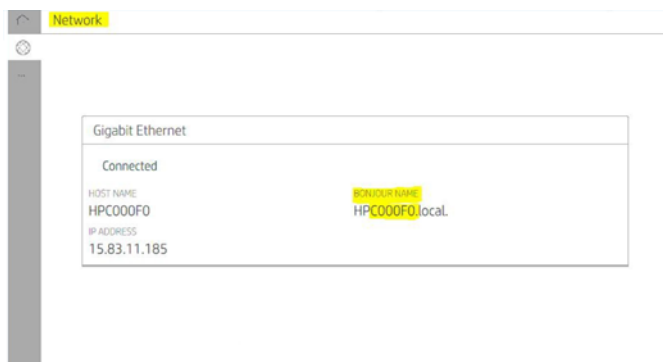 Network
Gigabit Ethernet
Connected
HOST NAME
HPC000F0
BONJOUR NAME
HPC000F0.local.
IP ADDRESS
15.83.11.185